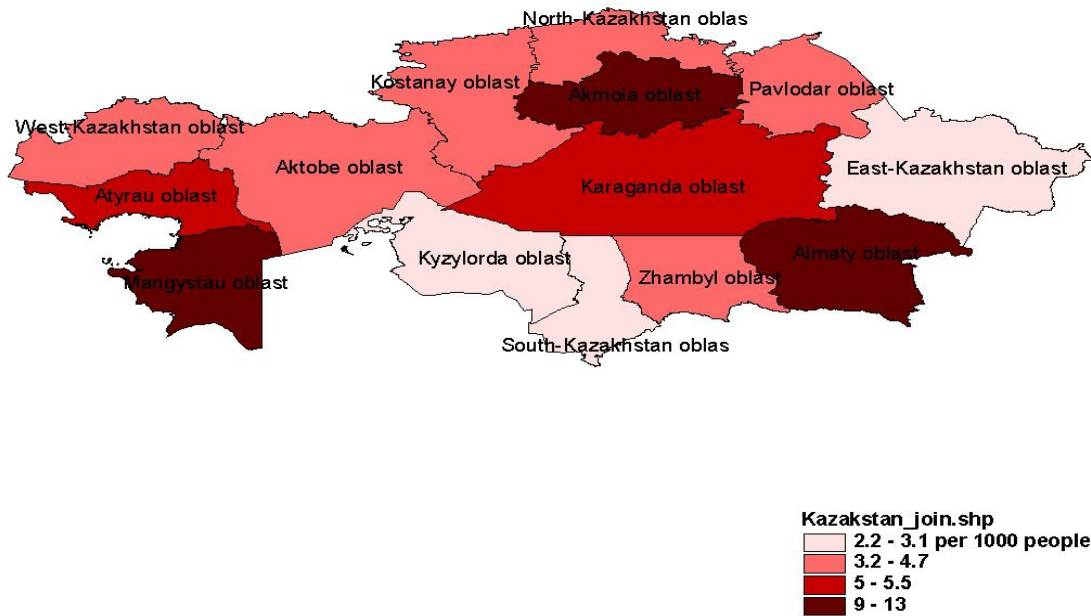 North-Kazakhstan oblas
Kostanay oblast
Akmola oblast
Pavlodar oblast
West-Kazakhstan oblast
Aktobe oblast
East-Kazakhstan oblast
Atyrau oblast
Karaganda oblast
Kyzylorda oblast
Almaty oblast
Mangystau oblast
Zhambyl oblast
South-Kazakhstan oblas
Kazakstan_join.shp
2.2 - 3.1 per 1000 people
3.2 - 4.7
5 - 5.5
9 - 13